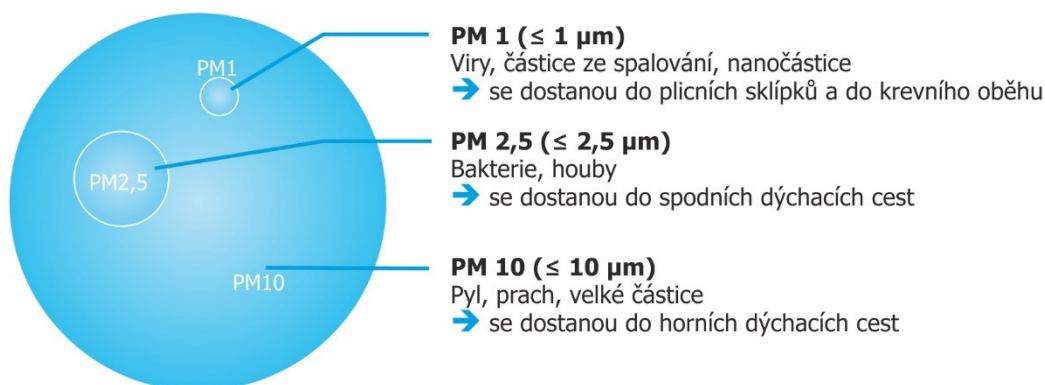 PM1
PM2,5
PM10
PM 1 (≤ 1 µm)
Viry, částice ze spalování, nanočástice
➔ se dostanou do plicních sklípků a do krevního oběhu
PM 2,5 (≤ 2,5 µm)
Bakterie, houby
➔ se dostanou do spodních dýchacích cest
PM 10 (≤ 10 µm)
Pyl, prach, velké částice
➔ se dostanou do horních dýchacích cest